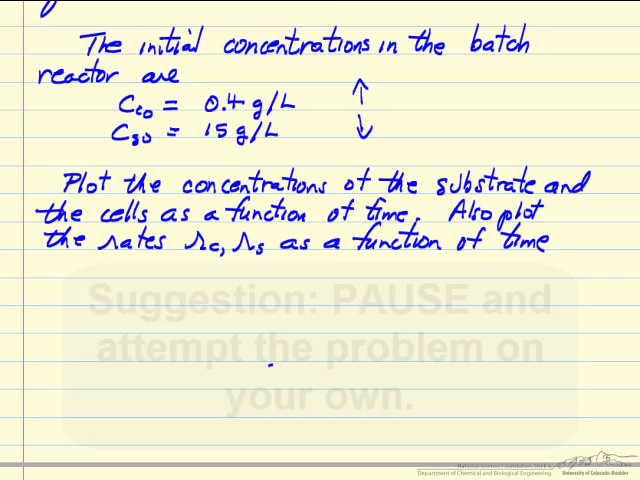 The initial concentrations in the batch
reactor are
Cc0 = 0.4 g/L ↑
Cs0 = 15 g/L ↓
Plot the concentrations of the substrate and
the cells as a function of time. Also plot
the rates rc, rs as a function of time
Suggestion: PAUSE and
attempt the problem on
your own.
Department of Chemical and Biological Engineering
University of Colorado-Boulder